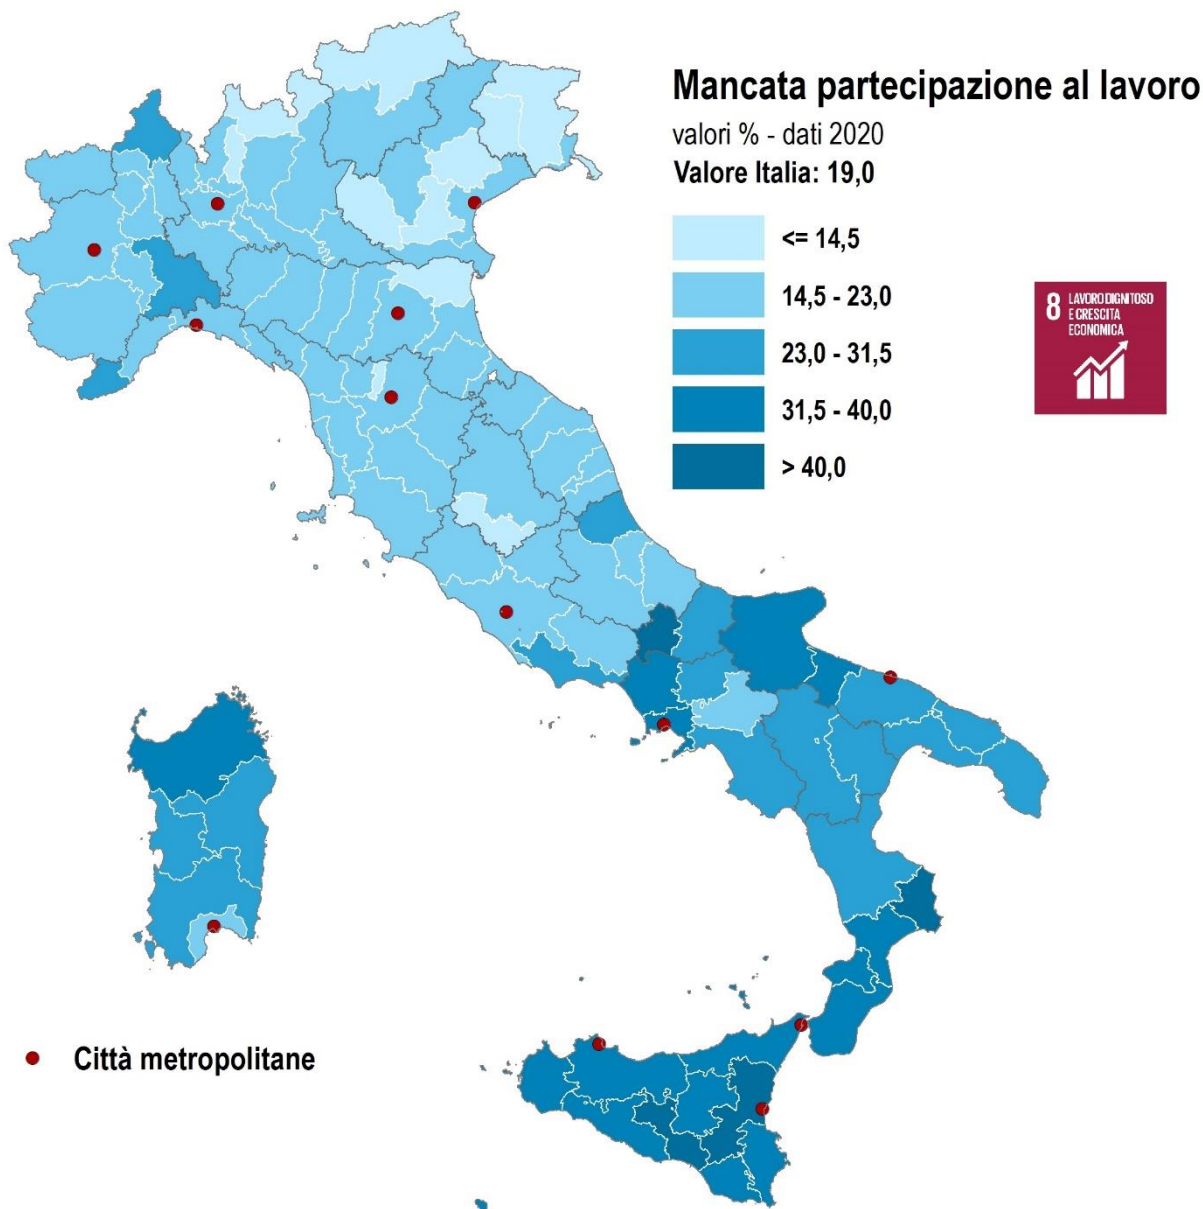 Mancata partecipazione al lavoro
valori % - dati 2020
Valore Italia: 19,0
<= 14,5
14,5 - 23,0
23,0 - 31,5
31,5 - 40,0
> 40,0
8 LAVORO DIGNITOSO
E CRESCITA
ECONOMICA
Città metropolitane